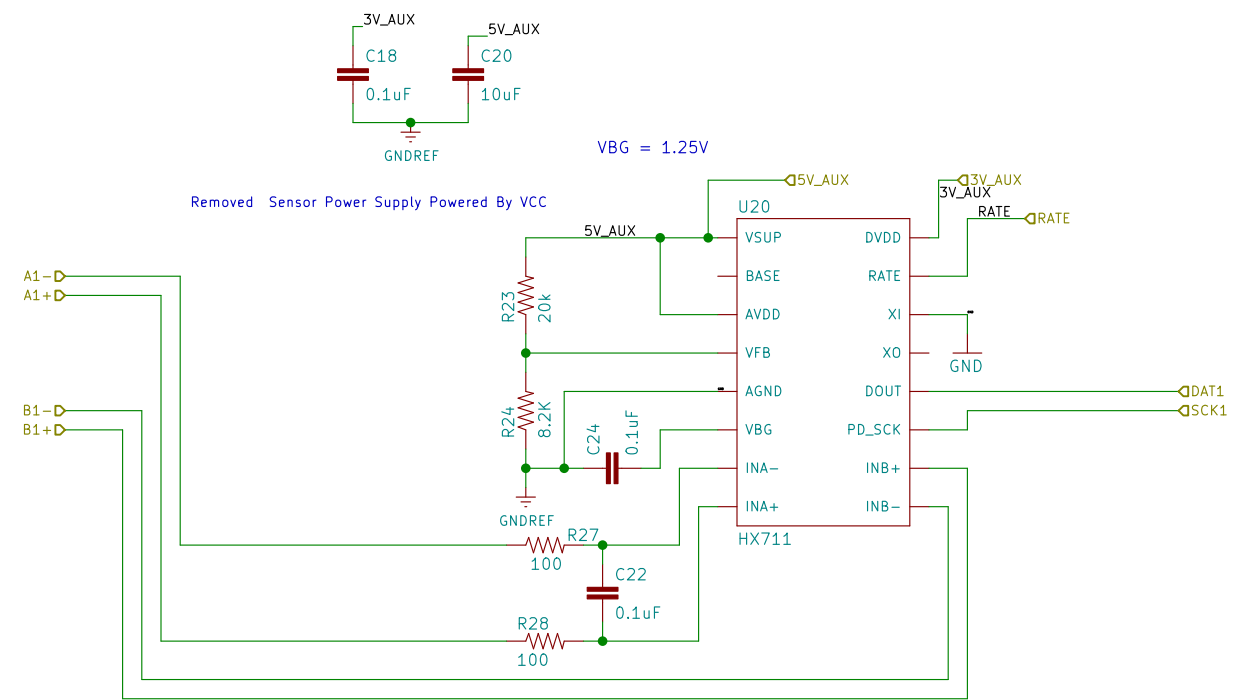 3V_AUX
5V_AUX
C18
C20
0.1uF
10uF
GNDREF
VBG = 1.25V
Removed  Sensor Power Supply Powered By VCC
5V_AUX
3V_AUX
3V_AUX
U20
RATE
RATE
5V_AUX
VSUP
DVDD
A1-
A1+
BASE
RATE
R23
20k
AVDD
XI
VFB
XO
GND
AGND
DOUT
DAT1
B1-
B1+
R24
8.2K
C24
0.1uF
VBG
PD_SCK
SCK1
INA-
INB+
INA+
INB-
GNDREF
HX711
R27
100
C22
0.1uF
R28
100